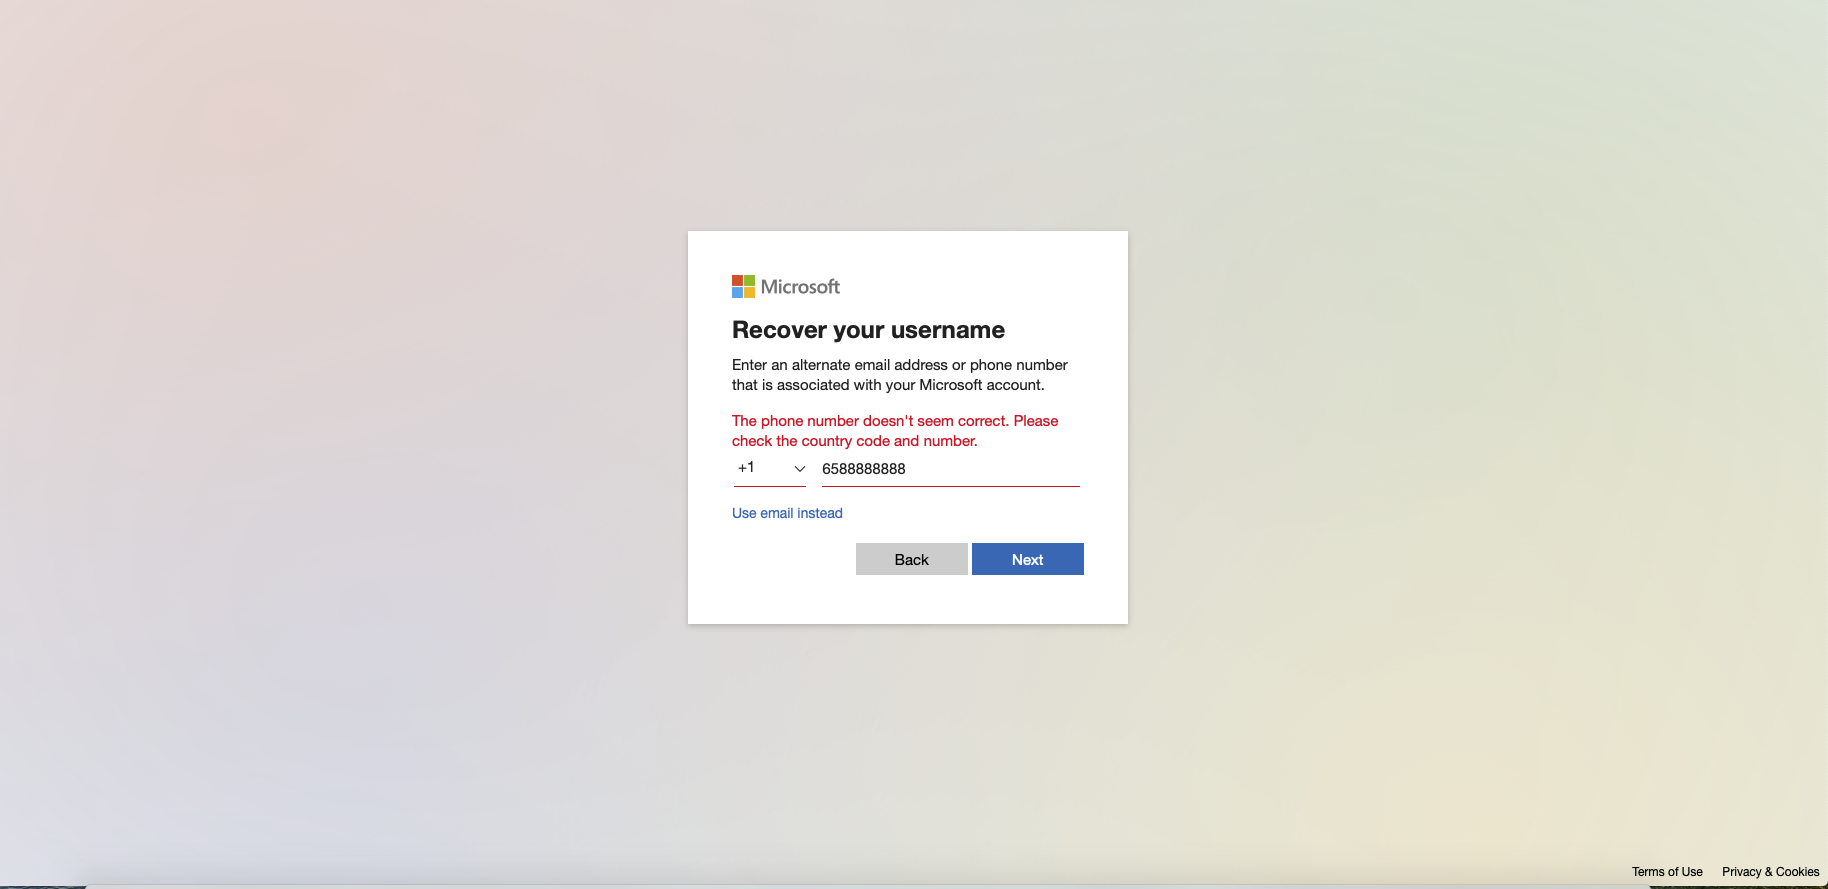 Microsoft
Recover your username
Enter an alternate email address or phone number
that is associated with your Microsoft account.
The phone number doesn't seem correct. Please
check the country code and number.
+1 6588888888
Use email instead
Back Next
Terms of Use Privacy & Cookies